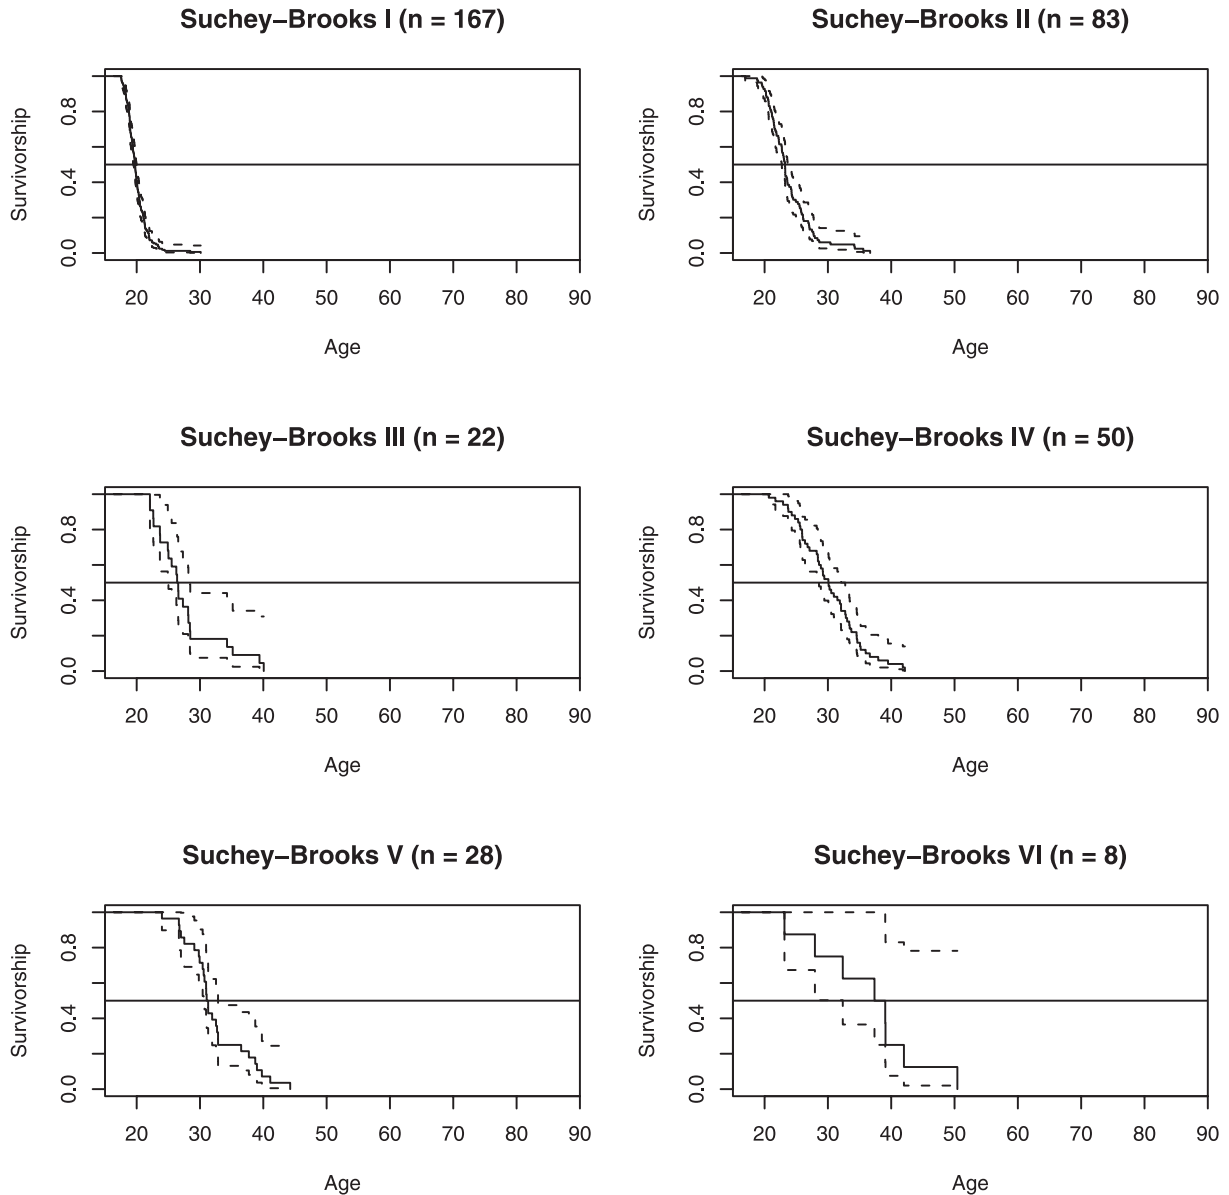 Suchey–Brooks I (n = 167)
Survivorship
0.0 0.4 0.8
20 30 40 50 60 70 80 90
Age
Suchey–Brooks II (n = 83)
Survivorship
0.0 0.4 0.8
20 30 40 50 60 70 80 90
Age
Suchey–Brooks III (n = 22)
Survivorship
0.0 0.4 0.8
20 30 40 50 60 70 80 90
Age
Suchey–Brooks IV (n = 50)
Survivorship
0.0 0.4 0.8
20 30 40 50 60 70 80 90
Age
Suchey–Brooks V (n = 28)
Survivorship
0.0 0.4 0.8
20 30 40 50 60 70 80 90
Age
Suchey–Brooks VI (n = 8)
Survivorship
0.0 0.4 0.8
20 30 40 50 60 70 80 90
Age